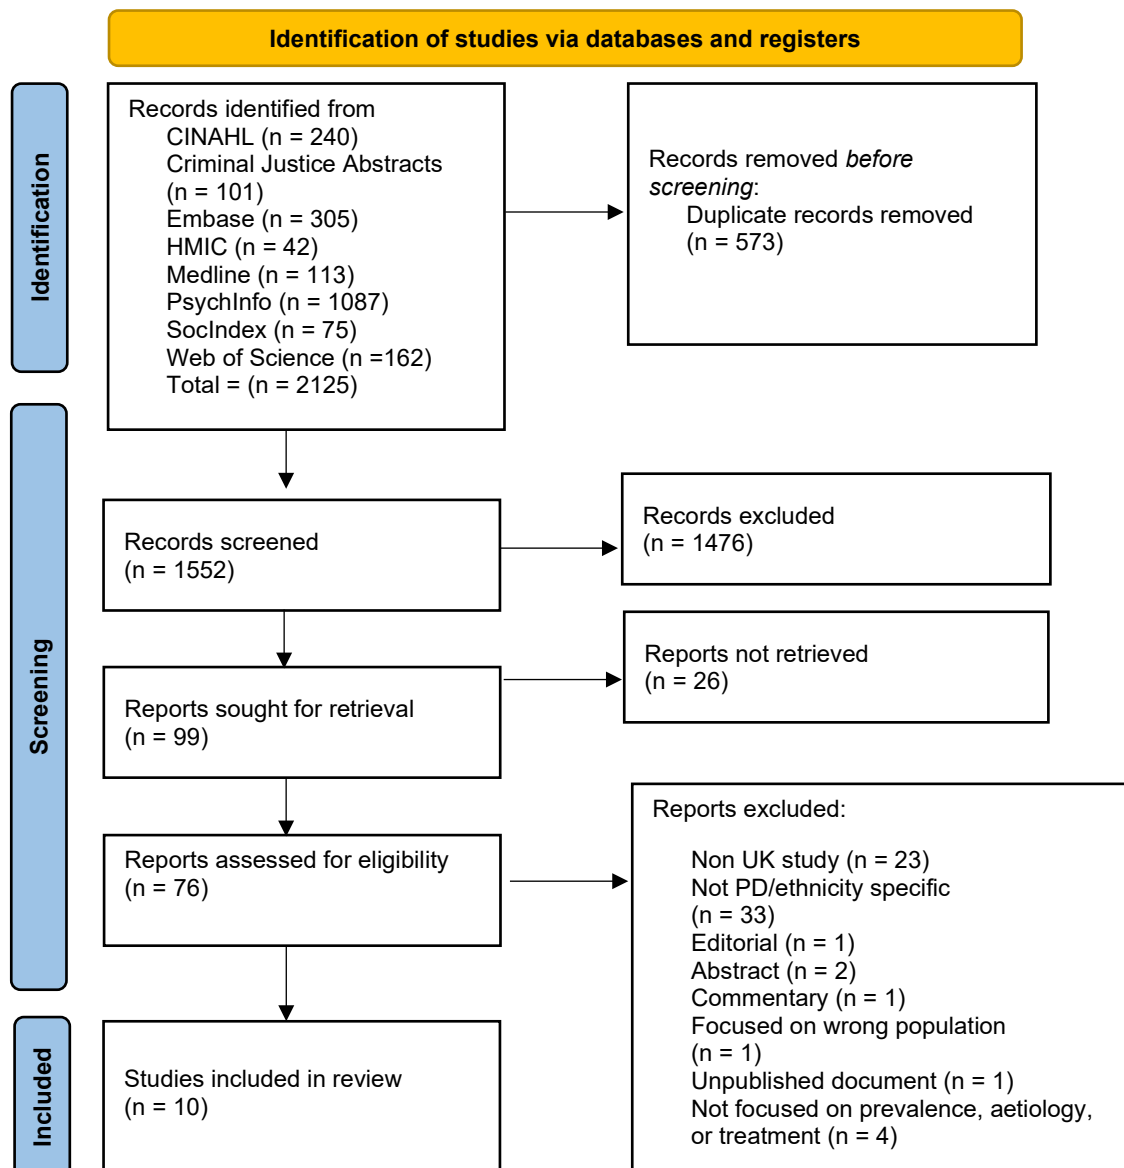 Identification of studies via databases and registers
Identification
Records identified from
CINAHL (n = 240)
Criminal Justice Abstracts
(n = 101)
Embase (n = 305)
HMIC (n = 42)
Medline (n = 113)
PsychInfo (n = 1087)
SocIndex (n = 75)
Web of Science (n =162)
Total = (n = 2125)
Records removed before
screening:
Duplicate records removed
(n = 573)
Screening
Records screened
(n = 1552)
Records excluded
(n = 1476)
Reports sought for retrieval
(n = 99)
Reports not retrieved
(n = 26)
Reports assessed for eligibility
(n = 76)
Reports excluded:
Non UK study (n = 23)
Not PD/ethnicity specific
(n = 33)
Editorial (n = 1)
Abstract (n = 2)
Commentary (n = 1)
Focused on wrong population
(n = 1)
Unpublished document (n = 1)
Not focused on prevalence, aetiology,
or treatment (n = 4)
Included
Studies included in review
(n = 10)